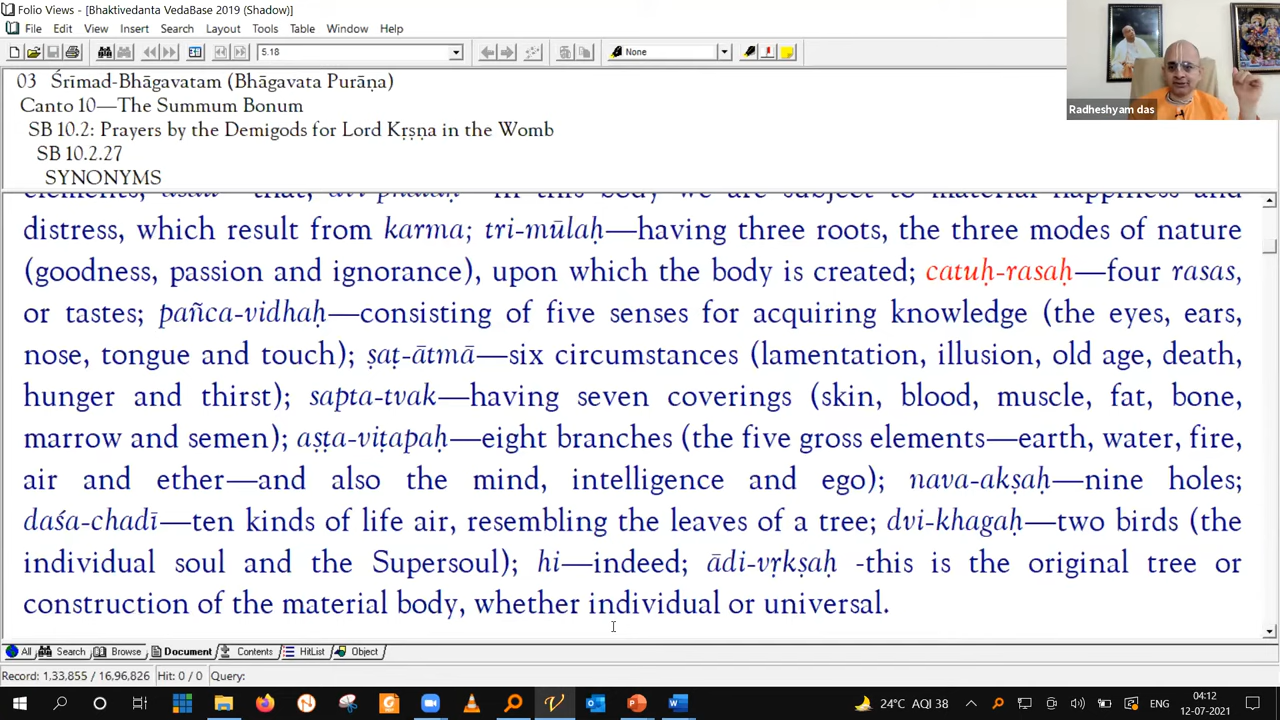 Folio Views - [Bhaktivedanta VedaBase 2019 (Shadow)]
File Edit View Insert Search Layout Tools Table Window Help
5.18 None
03 Śrīmad-Bhāgavatam (Bhāgavata Purāṇa)
Canto 10—The Summum Bonum
SB 10.2: Prayers by the Demigods for Lord Kṛṣṇa in the Womb
SB 10.2.27
SYNONYMS
Radheshyam das
distress, which result from karma; tri-mūlaḥ—having three roots, the three modes of nature
(goodness, passion and ignorance), upon which the body is created; catuḥ-rasaḥ—four rasas,
or tastes; pañca-vidhaḥ—consisting of five senses for acquiring knowledge (the eyes, ears,
nose, tongue and touch); ṣaṭ-ātmā—six circumstances (lamentation, illusion, old age, death,
hunger and thirst); sapta-tvak—having seven coverings (skin, blood, muscle, fat, bone,
marrow and semen); aṣṭa-viṭapaḥ—eight branches (the five gross elements—earth, water, fire,
air and ether—and also the mind, intelligence and ego); nava-akṣaḥ—nine holes;
daśa-chadī—ten kinds of life air, resembling the leaves of a tree; dvi-khagaḥ—two birds (the
individual soul and the Supersoul); hi—indeed; ādi-vṛkṣaḥ -this is the original tree or
construction of the material body, whether individual or universal.
All Search Browse Document Contents HitList Object
Record: 1,33,855 / 16,96,826 Hit: 0 / 0 Query:
24°C AQI 38 ENG 04:12
12-07-2021